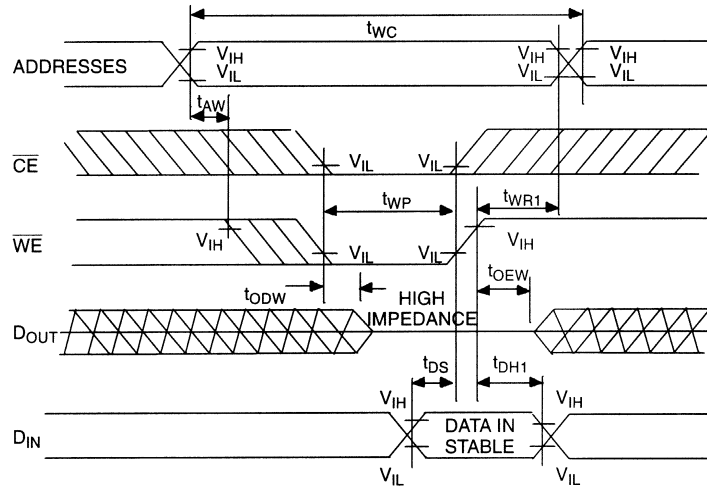 tWC
ADDRESSES
VIH
VIL
VIH
VIL
VIH
VIL
tAW
CE
VIL
VIL
tWP
tWR1
WE
VIH
VIL
VIL
VIH
tODW
HIGH
IMPEDANCE
tOEW
DOUT
tDS
tDH1
VIH
VIH
DIN
DATA IN
STABLE
VIL
VIL